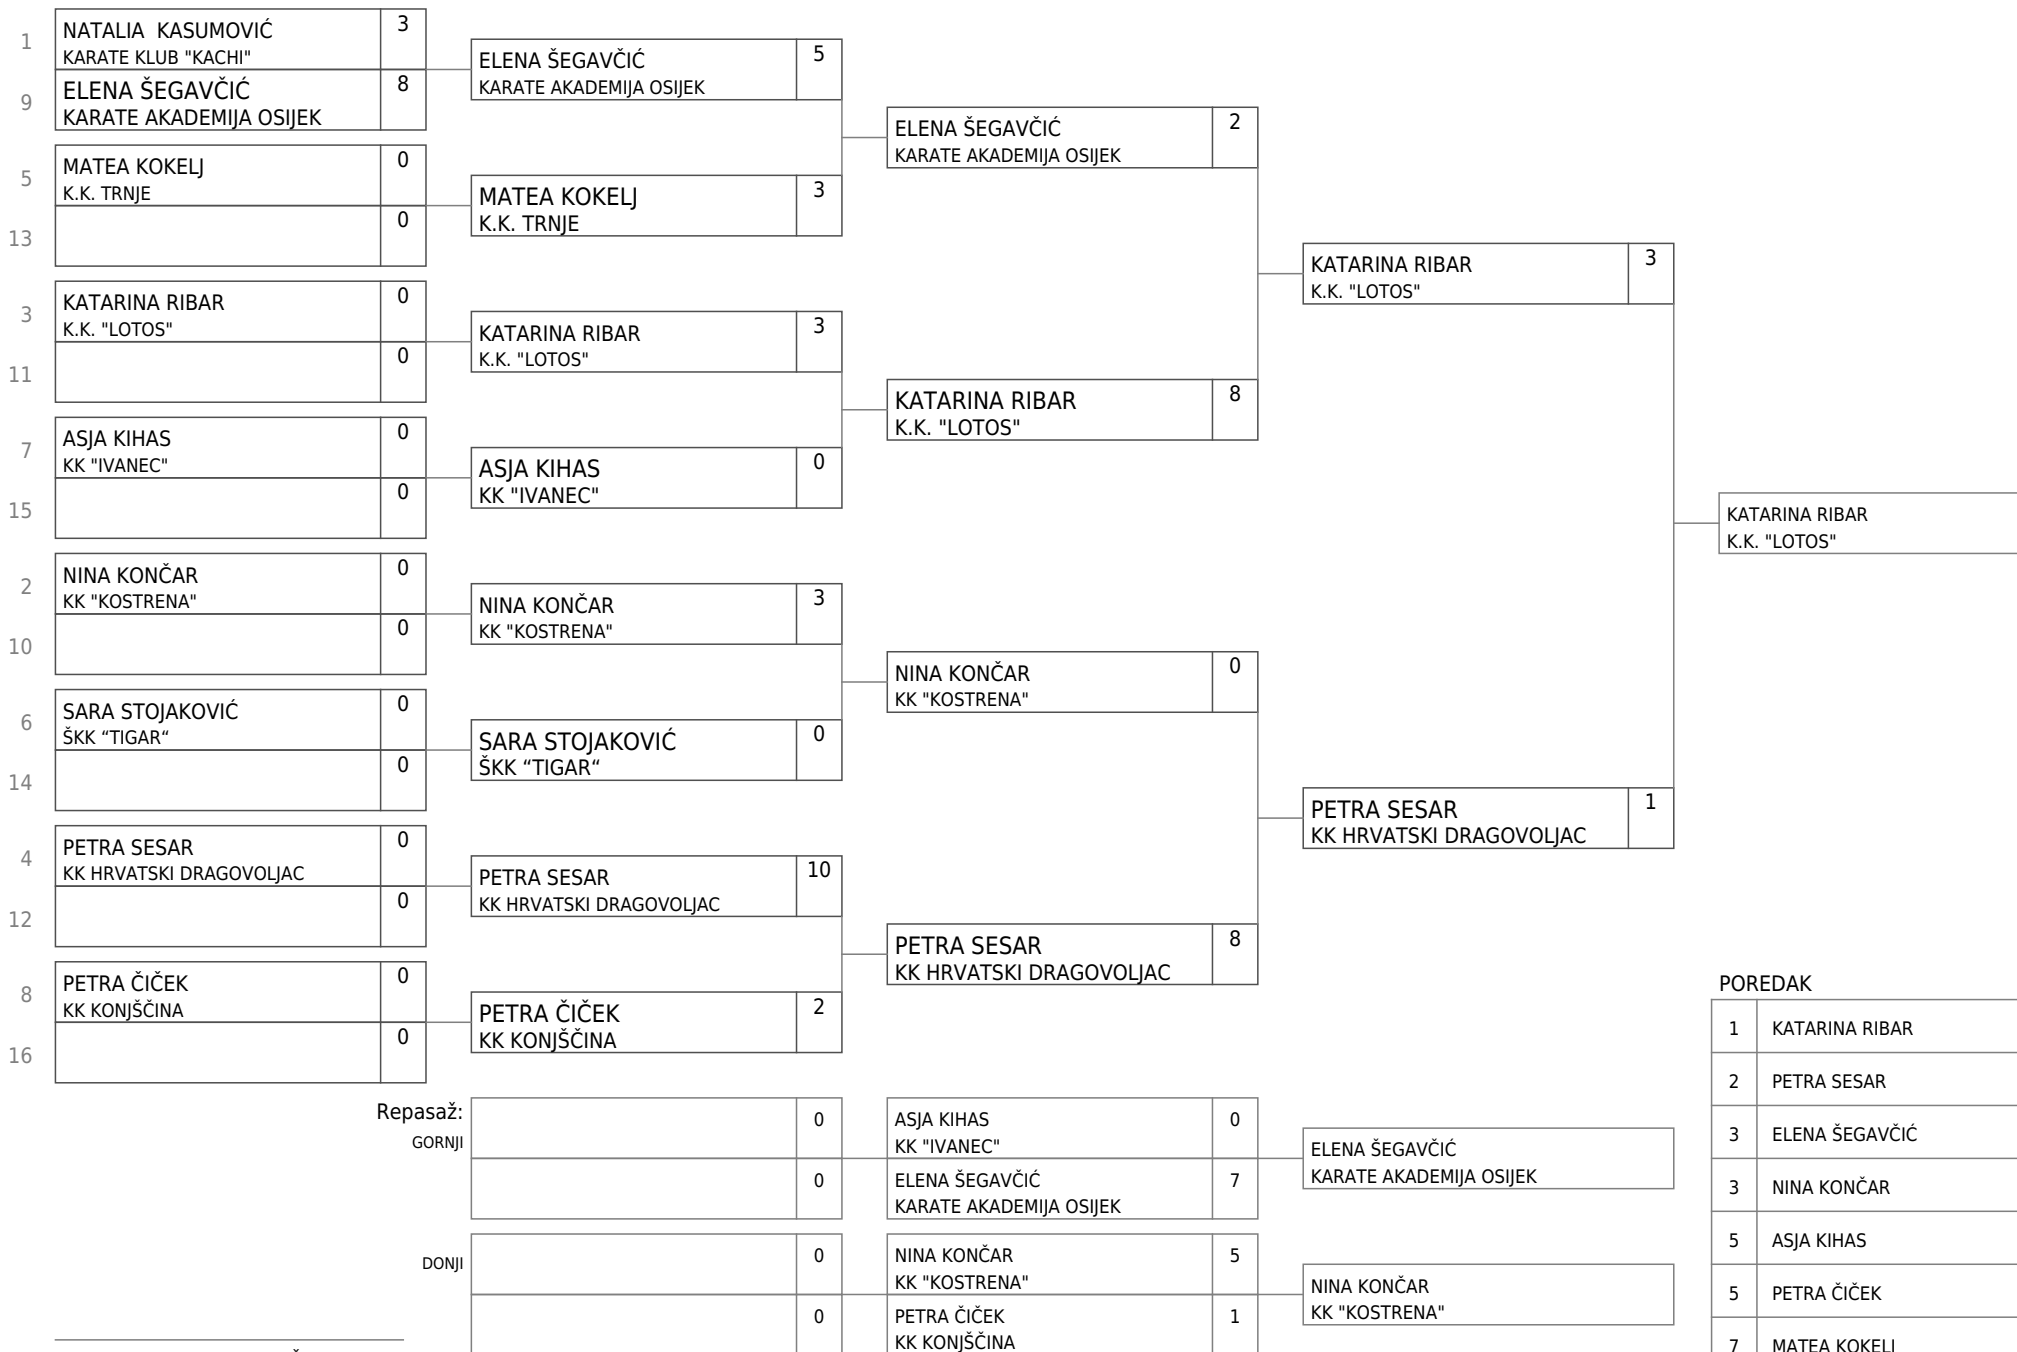 1
NATALIA  KASUMOVIĆ
KARATE KLUB "KACHI"
3
9
ELENA ŠEGAVČIĆ
KARATE AKADEMIJA OSIJEK
8
5
MATEA KOKELJ
K.K. TRNJE
0
13
0
3
KATARINA RIBAR
K.K. "LOTOS"
0
11
0
7
ASJA KIHAS
KK "IVANEC"
0
15
0
2
NINA KONČAR
KK "KOSTRENA"
0
10
0
6
SARA STOJAKOVIĆ
ŠKK “TIGAR“
0
14
0
4
PETRA SESAR
KK HRVATSKI DRAGOVOLJAC
0
12
0
8
PETRA ČIČEK
KK KONJŠČINA
0
16
0
ELENA ŠEGAVČIĆ
KARATE AKADEMIJA OSIJEK
5
MATEA KOKELJ
K.K. TRNJE
3
KATARINA RIBAR
K.K. "LOTOS"
3
ASJA KIHAS
KK "IVANEC"
0
NINA KONČAR
KK "KOSTRENA"
3
SARA STOJAKOVIĆ
ŠKK “TIGAR“
0
PETRA SESAR
KK HRVATSKI DRAGOVOLJAC
10
PETRA ČIČEK
KK KONJŠČINA
2
ELENA ŠEGAVČIĆ
KARATE AKADEMIJA OSIJEK
2
KATARINA RIBAR
K.K. "LOTOS"
8
NINA KONČAR
KK "KOSTRENA"
0
PETRA SESAR
KK HRVATSKI DRAGOVOLJAC
8
KATARINA RIBAR
K.K. "LOTOS"
3
PETRA SESAR
KK HRVATSKI DRAGOVOLJAC
1
KATARINA RIBAR
K.K. "LOTOS"
Repasaž:
GORNJI
0
0
ASJA KIHAS
KK "IVANEC"
0
ELENA ŠEGAVČIĆ
KARATE AKADEMIJA OSIJEK
7
ELENA ŠEGAVČIĆ
KARATE AKADEMIJA OSIJEK
DONJI
0
0
NINA KONČAR
KK "KOSTRENA"
5
PETRA ČIČEK
KK KONJŠČINA
1
NINA KONČAR
KK "KOSTRENA"
POREDAK
1 KATARINA RIBAR
2 PETRA SESAR
3 ELENA ŠEGAVČIĆ
3 NINA KONČAR
5 ASJA KIHAS
5 PETRA ČIČEK
7 MATEA KOKELJ